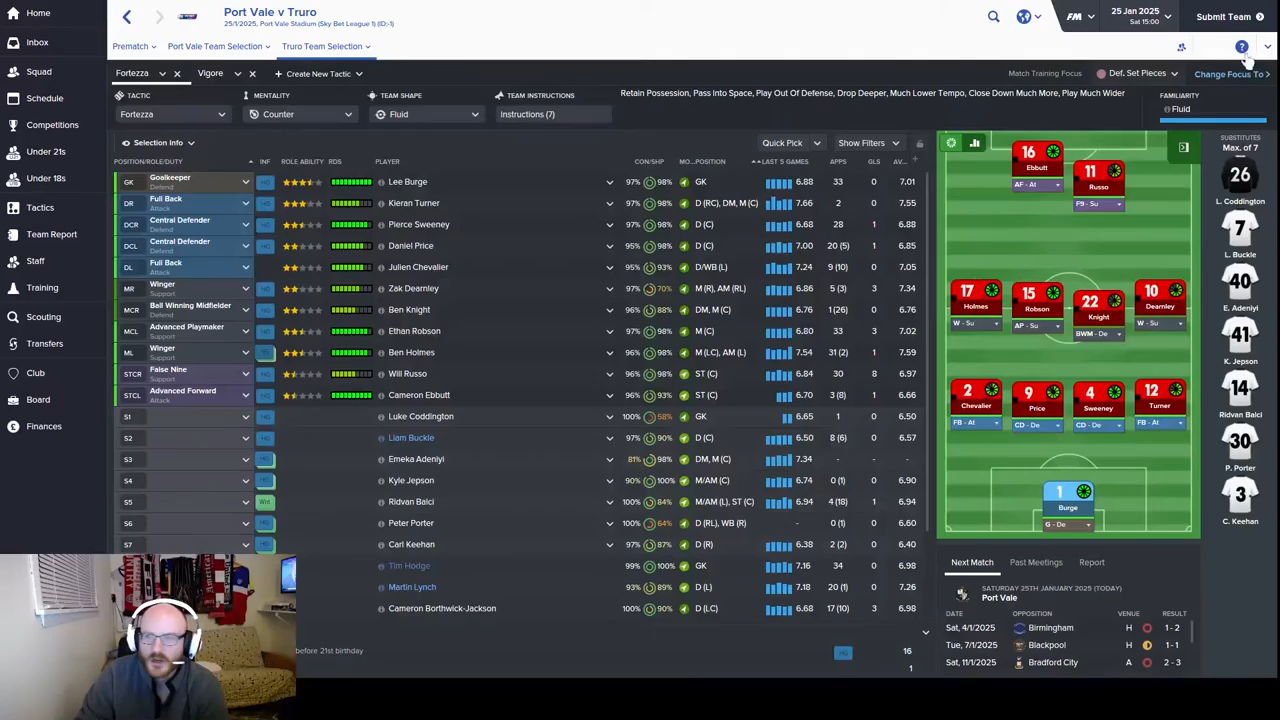 Home
Inbox
Squad
Schedule
Competitions
Under 21s
Under 18s
Tactics
Team Report
Staff
Training
Scouting
Transfers
Club
Board
Finances
Port Vale v Truro
25/1/2025, Port Vale Stadium (Sky Bet League 1) (ID:-1)
FM
25 Jan 2025
Sat 15:00
Submit Team
Prematch
Port Vale Team Selection
Truro Team Selection
?
Fortezza
Vigore
Create New Tactic
Match Training Focus
Def. Set Pieces
Change Focus To >
TACTIC
MENTALITY
TEAM SHAPE
TEAM INSTRUCTIONS
Fortezza
Counter
Fluid
Instructions (7)
Retain Possession, Pass Into Space, Play Out Of Defense, Drop Deeper, Much Lower Tempo, Close Down Much More, Play Much Wider
FAMILIARITY
Fluid
Selection Info
Quick Pick
Show Filters
POSITION/ROLE/DUTY INF ROLE ABILITY RDS PLAYER CON/SHP MO... POSITION LAST 5 GAMES APPS GLS AV...
GK Goalkeeper Defend Lee Burge 97% 98% GK 6.88 33 0 7.01
DR Full Back Defend Kieran Turner 97% 98% D (RC), DM, M (C) 7.66 2 0 7.55
DCR Central Defender Defend Pierce Sweeney 97% 98% D (C) 6.68 28 1 6.88
DCL Central Defender Defend Daniel Price 95% 98% D (C) 7.00 20 (5) 1 6.85
DL Full Back Attack Julien Chevalier 95% 93% D/WB (L) 7.24 9 (10) 0 7.05
MR Winger Support Zak Dearnley 97% 70% M (R), AM (RL) 6.86 5 (3) 3 7.34
MCR Ball Winning Midfielder Defend Ben Knight 96% 88% DM, M (C) 6.76 1 (26) 0 6.76
MCL Advanced Playmaker Support Ethan Robson 97% 98% M (C) 6.80 33 3 7.02
ML Winger Support Ben Holmes 96% 98% M (LC), AM (L) 7.54 31 (2) 1 7.59
STCR False Nine Support Will Russo 96% 98% ST (C) 6.84 30 8 6.97
STCL Advanced Forward Attack Cameron Ebbutt 96% 93% ST (C) 6.70 3 (8) 1 6.66
S1 Luke Coddington 100% 58% GK 6.65 1 0 6.50
S2 Liam Buckle 97% 90% D (C) 6.50 8 (6) 0 6.57
S3 Emeka Adeniyi 81% 98% DM, M (C) 7.34 - - -
S4 Kyle Jepson 90% 100% M/AM (C) 6.74 0 (1) 0 6.90
S5 Wnt Ridvan Balci 100% 84% M/AM (L), ST (C) 6.94 4 (18) 1 6.94
S6 Peter Porter 100% 64% D (RL), WB (R) - 0 (1) 0 6.60
S7 Carl Keehan 97% 87% D (R) 6.38 2 (2) 0 6.40
Tim Hodge 99% 100% GK 7.16 34 0 6.98
Martin Lynch 93% 89% D (L) 7.18 20 (1) 0 7.26
Cameron Borthwick-Jackson 100% 90% D (LC) 6.68 17 (10) 3 6.98
before 21st birthday
HG
16
1
16 Ebbutt AF - At
11 Russo F9 - Su
17 Holmes W - Su
15 Robson AP - Su
22 Knight BWM - De
10 Dearnley W - Su
2 Chevalier FB - At
9 Price CD - De
4 Sweeney CD - De
12 Turner FB - At
1 Burge G - De
SUBSTITUTES
Max. of 7
26
L. Coddington
7
L. Buckle
40
E. Adeniyi
41
K. Jepson
14
Ridvan Balci
30
P. Porter
3
C. Keehan
Next Match
Past Meetings
Report
SATURDAY 25TH JANUARY 2025 (TODAY)
Port Vale
DATE OPPOSITION VENUE RESULT
Sat, 4/1/2025 Birmingham H 1 - 2
Tue, 7/1/2025 Blackpool H 1 - 1
Sat, 11/1/2025 Bradford City A 2 - 3